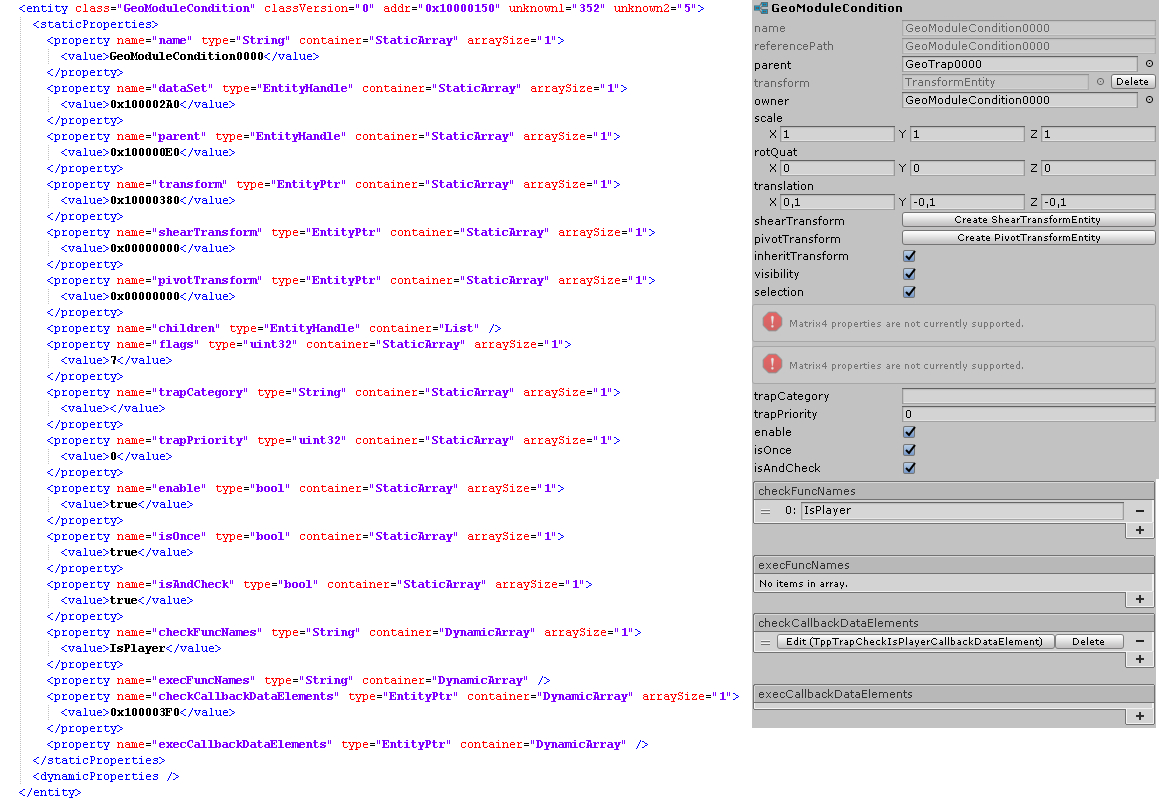 <entity class="GeoModuleCondition" classVersion="0" addr="0x10000150" unknown1="352" unknown2="5">
<staticProperties>
<property name="name" type="String" container="StaticArray" arraySize="1">
<value>GeoModuleCondition0000</value>
</property>
<property name="dataSet" type="EntityHandle" container="StaticArray" arraySize="1">
<value>0x100002A0</value>
</property>
<property name="parent" type="EntityHandle" container="StaticArray" arraySize="1">
<value>0x100000E0</value>
</property>
<property name="transform" type="EntityPtr" container="StaticArray" arraySize="1">
<value>0x10000380</value>
</property>
<property name="shearTransform" type="EntityPtr" container="StaticArray" arraySize="1">
<value>0x00000000</value>
</property>
<property name="pivotTransform" type="EntityPtr" container="StaticArray" arraySize="1">
<value>0x00000000</value>
</property>
<property name="children" type="EntityHandle" container="List" />
<property name="flags" type="uint32" container="StaticArray" arraySize="1">
<value>7</value>
</property>
<property name="trapCategory" type="String" container="StaticArray" arraySize="1">
<value></value>
</property>
<property name="trapPriority" type="uint32" container="StaticArray" arraySize="1">
<value>0</value>
</property>
<property name="enable" type="bool" container="StaticArray" arraySize="1">
<value>true</value>
</property>
<property name="isOnce" type="bool" container="StaticArray" arraySize="1">
<value>true</value>
</property>
<property name="isAndCheck" type="bool" container="StaticArray" arraySize="1">
<value>true</value>
</property>
<property name="checkFuncNames" type="String" container="DynamicArray" arraySize="1">
<value>IsPlayer</value>
</property>
<property name="execFuncNames" type="String" container="DynamicArray" />
<property name="checkCallbackDataElements" type="EntityPtr" container="DynamicArray" arraySize="1">
<value>0x100003F0</value>
</property>
<property name="execCallbackDataElements" type="EntityPtr" container="DynamicArray" />
</staticProperties>
<dynamicProperties />
</entity>
GeoModuleCondition
name GeoModuleCondition0000
referencePath GeoModuleCondition0000
parent GeoTrap0000
transform TransformEntity Delete
owner GeoModuleCondition0000
scale
X 1 Y 1 Z 1
rotQuat
X 0 Y 0 Z 0
translation
X 0,1 Y -0,1 Z -0,1
shearTransform Create ShearTransformEntity
pivotTransform Create PivotTransformEntity
inheritTransform
visibility
selection
Matrix4 properties are not currently supported.
Matrix4 properties are not currently supported.
trapCategory
trapPriority 0
enable
isOnce
isAndCheck
checkFuncNames
= 0: IsPlayer −
+
execFuncNames
No items in array.
+
checkCallbackDataElements
= Edit (TppTrapCheckIsPlayerCallbackDataElement) Delete −
+
execCallbackDataElements
+